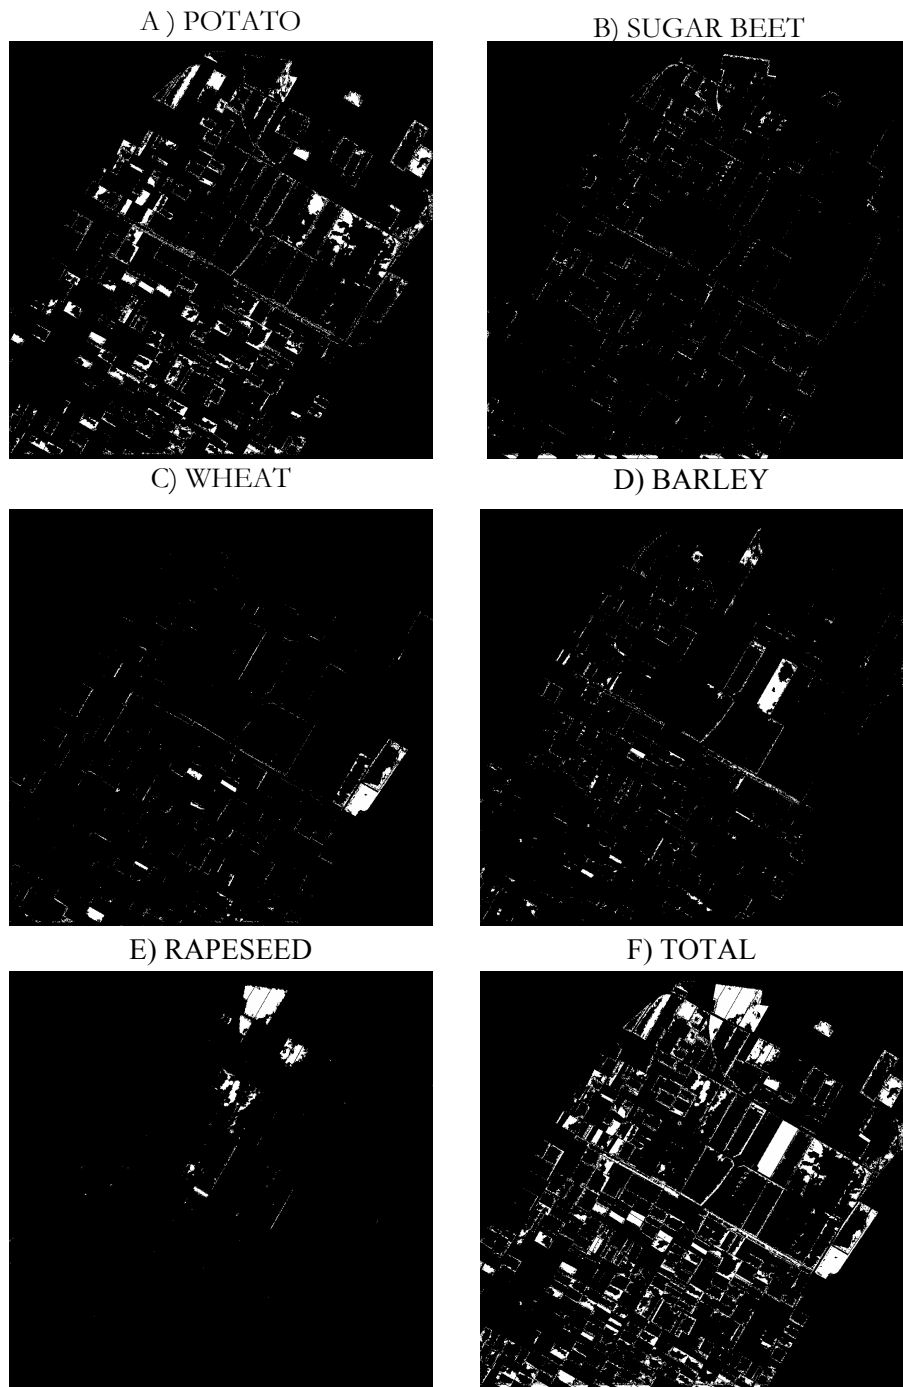 A ) POTATO
B) SUGAR BEET
C) WHEAT
D) BARLEY
E) RAPESEED
F) TOTAL